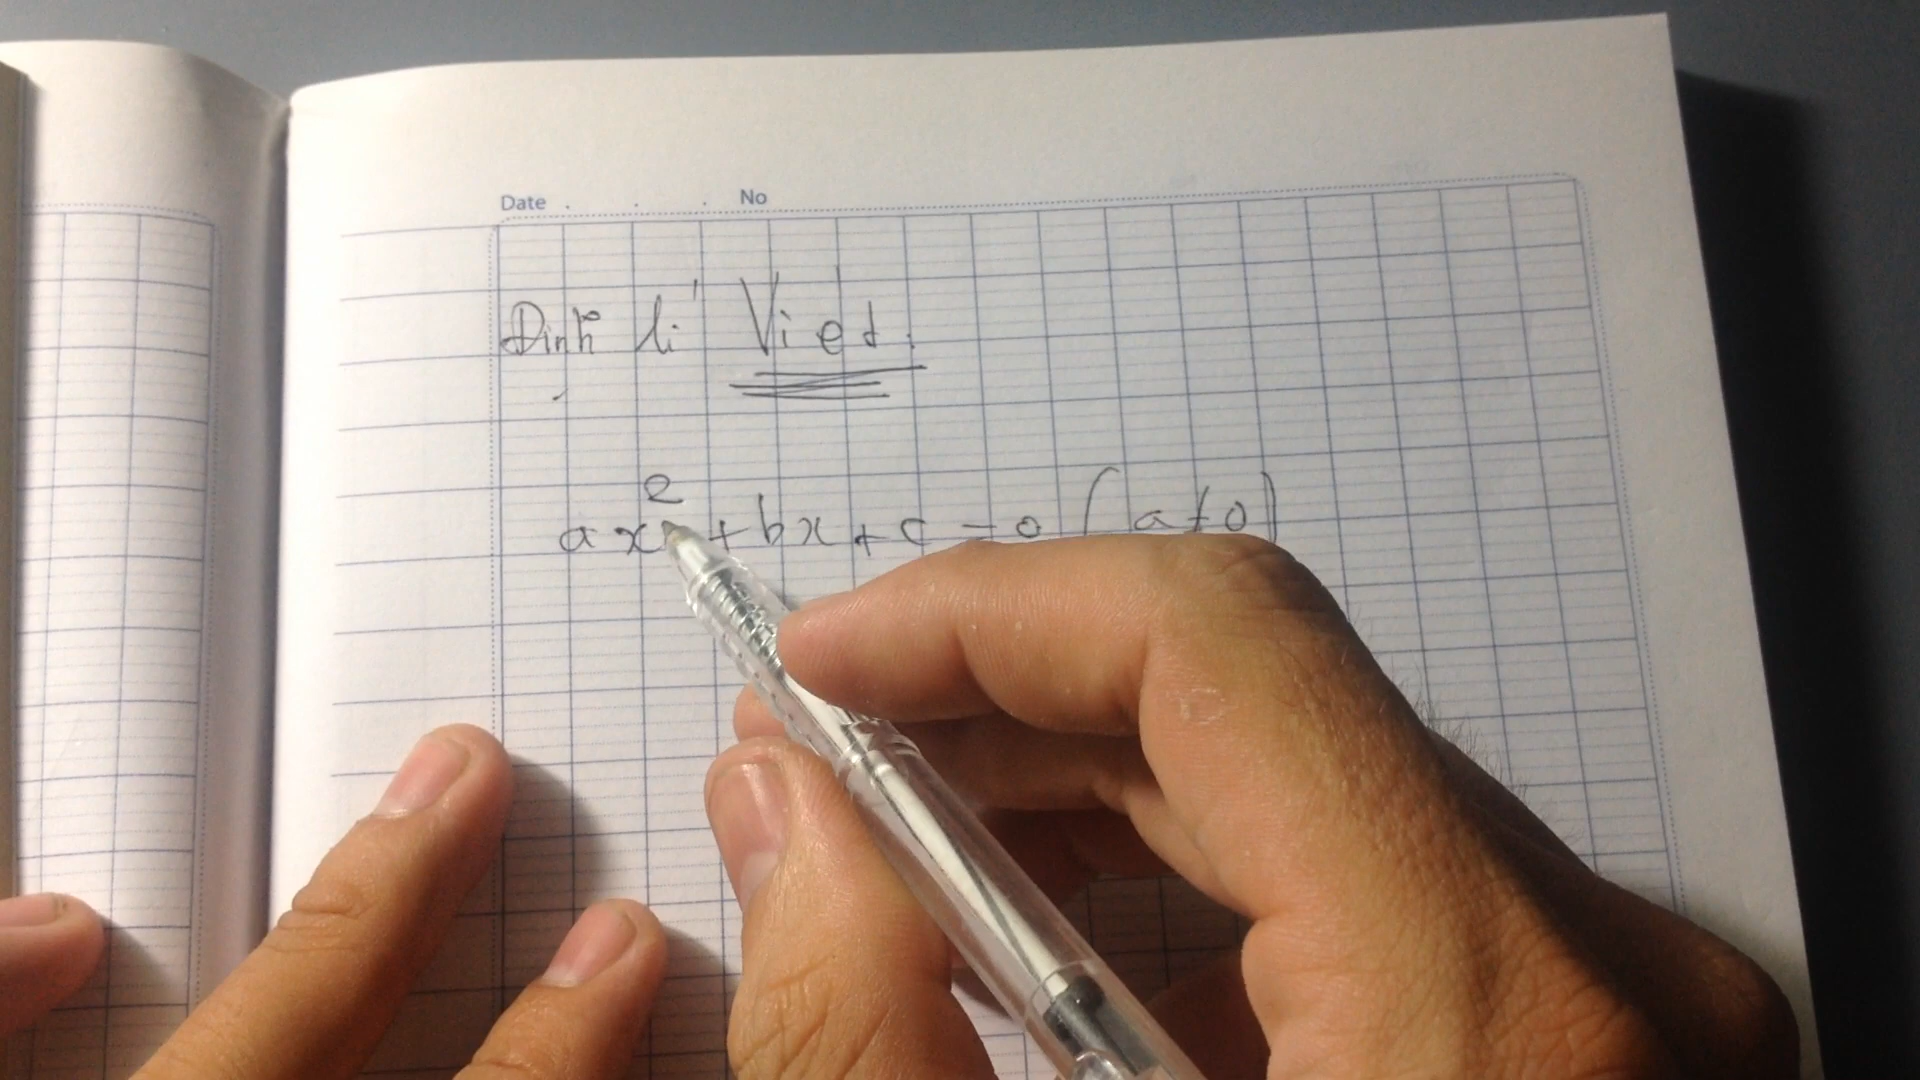 Date . . . No
Định lí Viet.
ax² + bx + c = 0 (a ≠ 0)